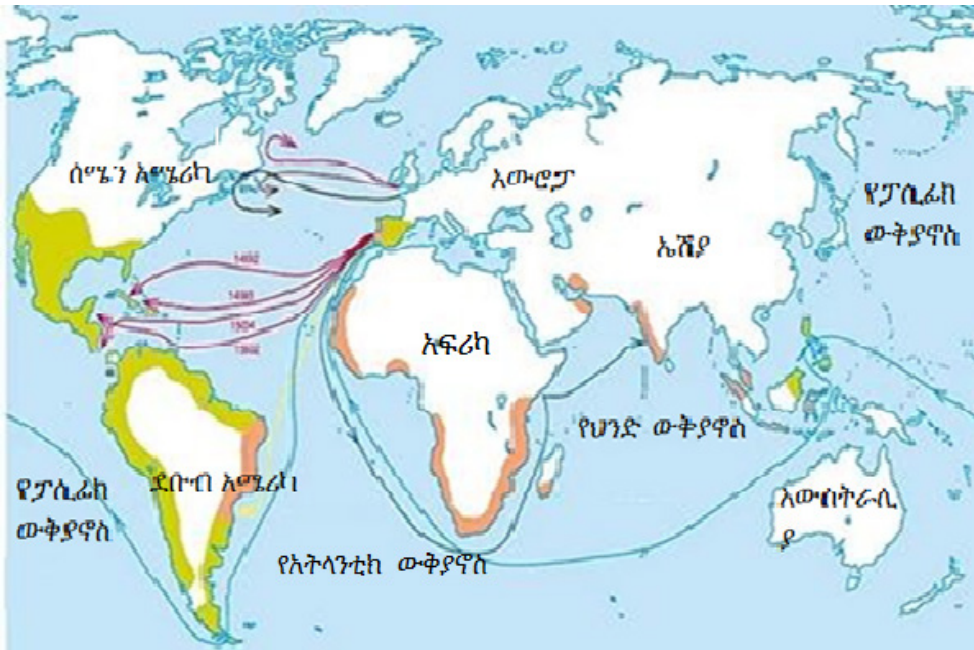 ሰሜን አሜሪካ
አውሮፓ
የፓሲፊክ
ውቅያኖስ
ኤሽያ
1492
1493
1504
1502
አፍሪካ
የህንድ ውቅያኖስ
የፓሲፊክ
ውቅያኖስ
ደቡብ አሜሪካ
አውስትራሊ
ያ
የአትላንቲክ ውቅያኖስ